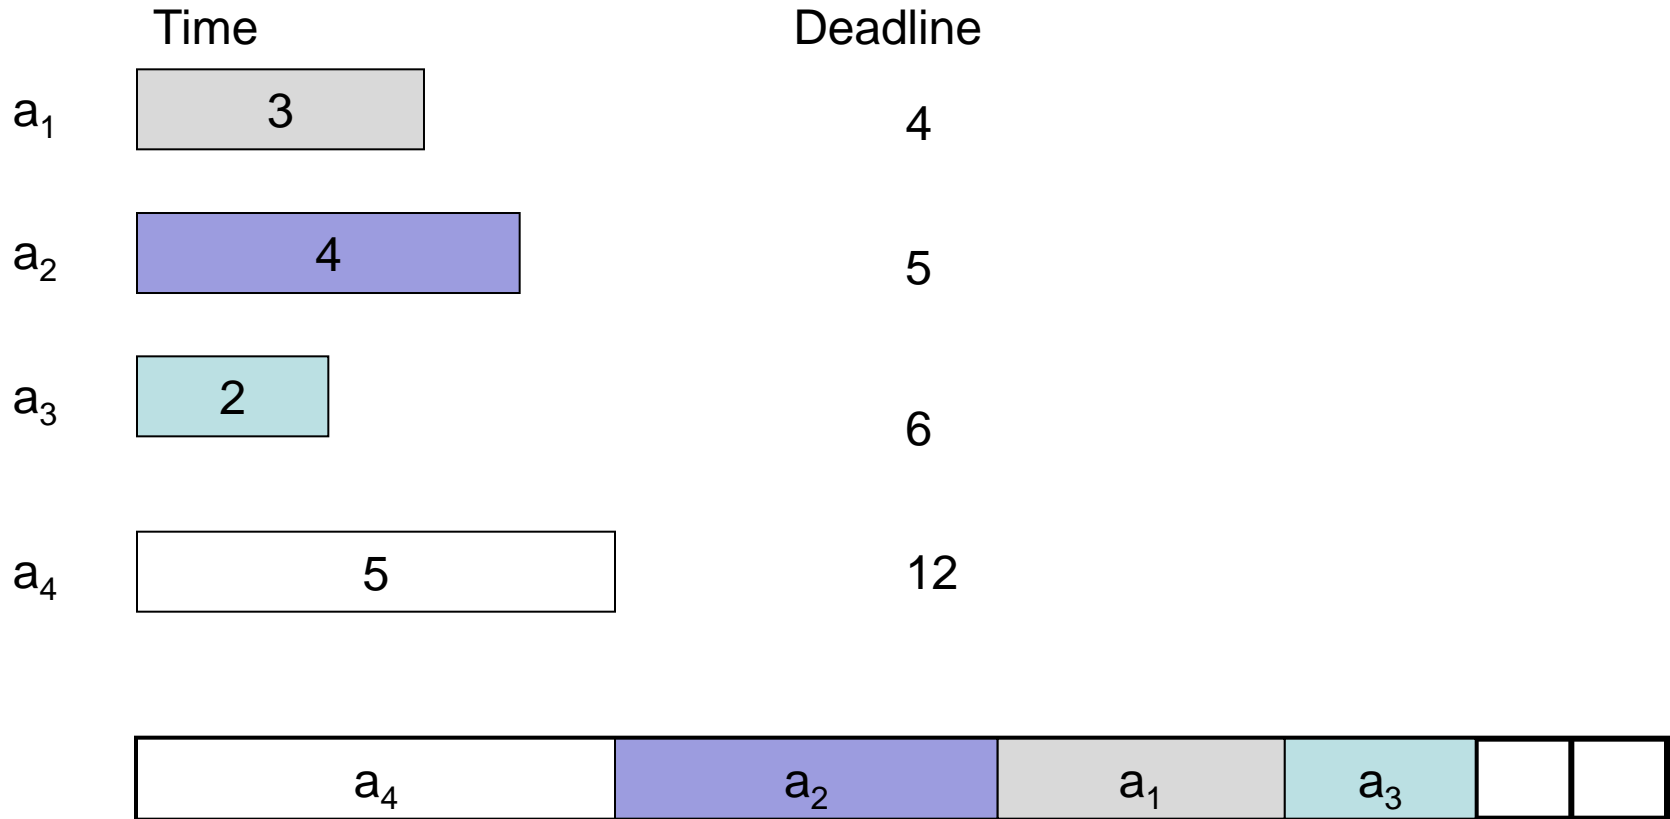 Time Deadline
a₁ 3 4
a₂ 4 5
a₃ 2 6
a₄ 5 12
a₄ a₂ a₁ a₃